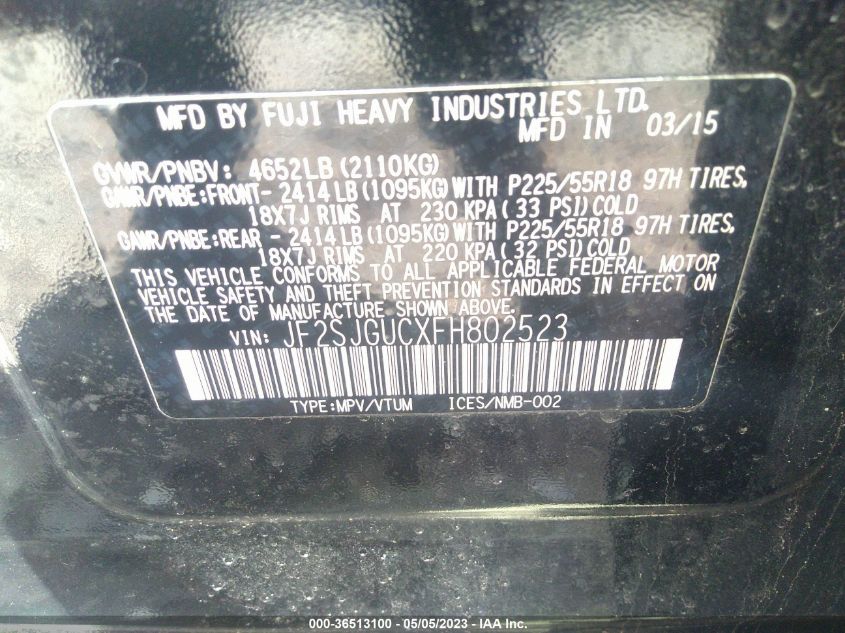 MFD BY FUJI HEAVY INDUSTRIES LTD.
MFD IN 03/15
GVWR/PNBV: 4652LB (2110KG)
GAWR/PNBE:FRONT- 2414 LB (1095KG) WITH P225/55R18 97H TIRES,
18X7J RIMS AT 230 KPA ( 33 PSI) COLD
GAWR/PNBE:REAR - 2414 LB (1095KG) WITH P225/55R18 97H TIRES,
18X7J RIMS AT 220 KPA ( 32 PSI) COLD
THIS VEHICLE CONFORMS TO ALL APPLICABLE FEDERAL MOTOR
VEHICLE SAFETY AND THEFT PREVENTION STANDARDS IN EFFECT ON
THE DATE OF MANUFACTURE SHOWN ABOVE.
VIN: JF2SJGUCXFH802523
TYPE:MPV/VTUM ICES/NMB-002
000-36513100 - 05/05/2023 - IAA Inc.